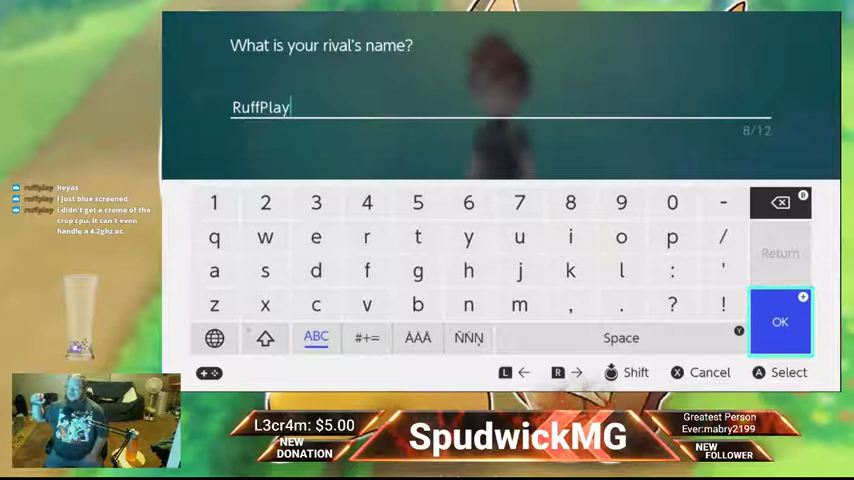 What is your rival's name?
RuffPlay
8/12
ruffplay heyas
ruffplay I just blue screened
ruffplay i didn't get a creme of the
crop cpu. It can't even
handle a 4.2ghz oc
1 2 3 4 5 6 7 8 9 0 -
q w e r t y u i o p /
Return
a s d f g h j k l : '
z x c v b n m , . ? !
OK
ABC #+= ÀÁÂ ÑŃṆ Space
L ← R → Shift X Cancel A Select
L3cr4m: $5.00
NEW
DONATION
SpudwickMG
Greatest Person
Ever:mabry2199
NEW
FOLLOWER